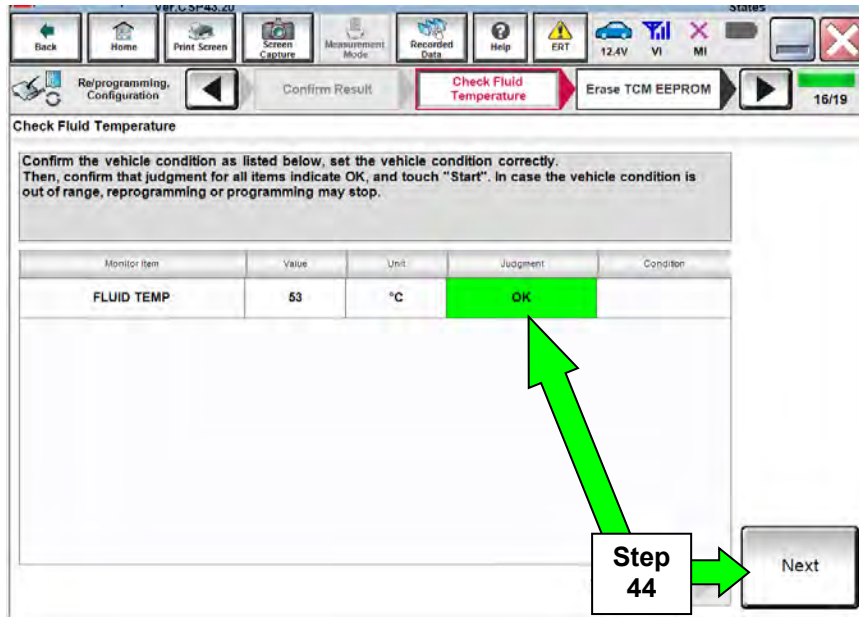 Ver.CSP43.20
States
Back
Home
Print Screen
Screen
Capture
Measurement
Mode
Recorded
Data
Help
ERT
12.4V
VI
MI
Re/programming,
Configuration
Confirm Result
Check Fluid
Temperature
Erase TCM EEPROM
16/19
Check Fluid Temperature
Confirm the vehicle condition as listed below, set the vehicle condition correctly.
Then, confirm that judgment for all items indicate OK, and touch "Start". In case the vehicle condition is
out of range, reprogramming or programming may stop.
Monitor Item Value Unit Judgment Condition
FLUID TEMP 53 °C OK
Step
44
Next